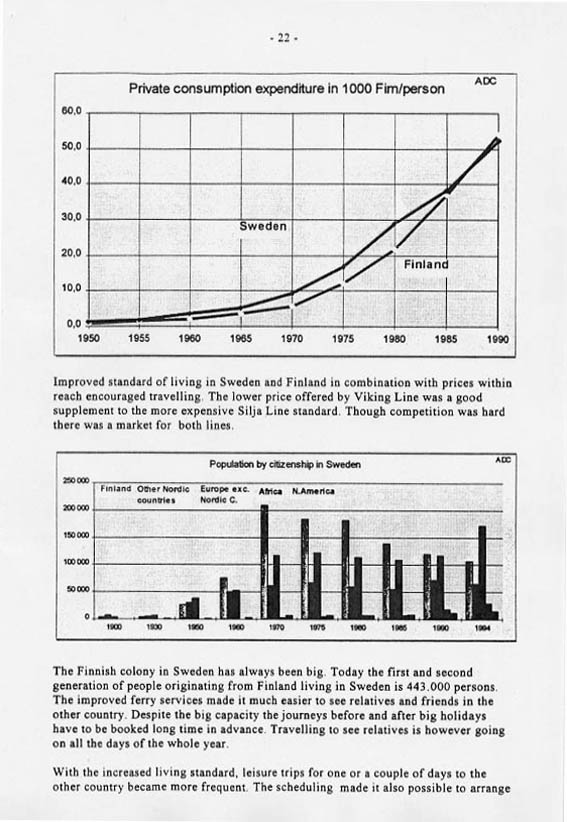 - 22 -
Private consumption expenditure in 1000 Fim/person
ADC
60,0
50,0
40,0
30,0
20,0
10,0
0,0
Sweden
Finland
1950 1955 1960 1965 1970 1975 1980 1985 1990
Improved standard of living in Sweden and Finland in combination with prices within
reach encouraged travelling. The lower price offered by Viking Line was a good
supplement to the more expensive Silja Line standard. Though competition was hard
there was a market for both lines.
Population by citizenship in Sweden
ADC
250 000
200 000
150 000
100 000
50 000
0
Finland Other Nordic Europe exc. Africa N.America
countries Nordic C.
1900 1930 1950 1960 1970 1975 1980 1985 1990 1994
The Finnish colony in Sweden has always been big. Today the first and second
generation of people originating from Finland living in Sweden is 443.000 persons.
The improved ferry services made it much easier to see relatives and friends in the
other country. Despite the big capacity the journeys before and after big holidays
have to be booked long time in advance. Travelling to see relatives is however going
on all the days of the whole year.
With the increased living standard, leisure trips for one or a couple of days to the
other country became more frequent. The scheduling made it also possible to arrange